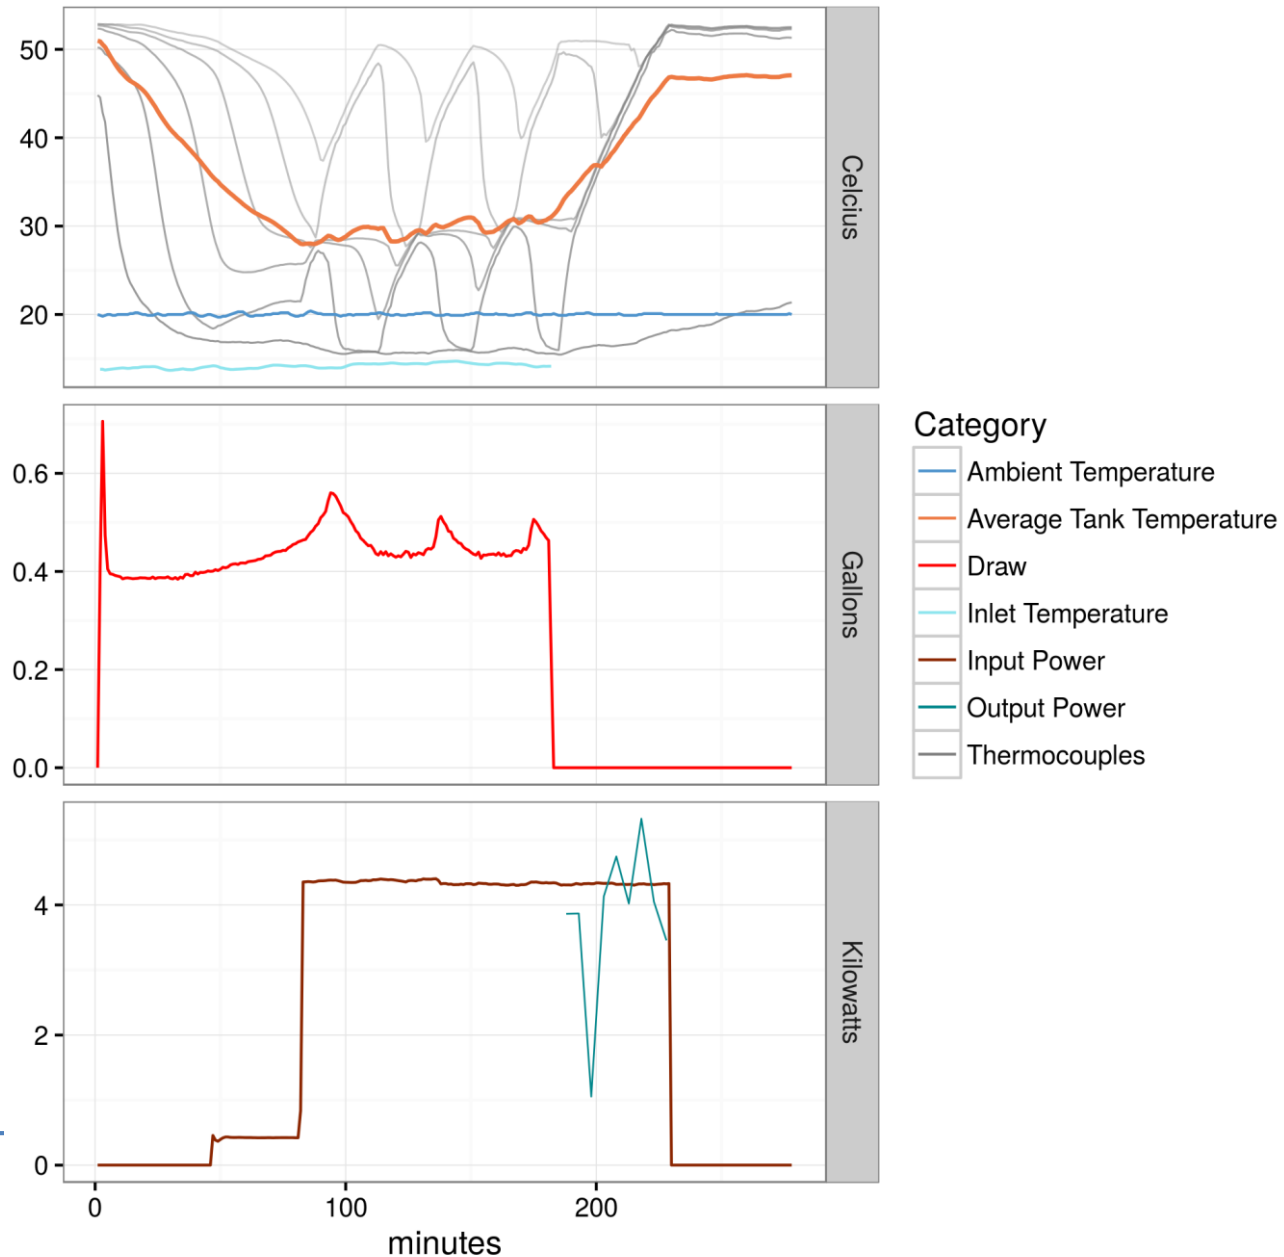 50
40
30
20
Celcius
0.6
0.4
0.2
0.0
Gallons
Category
Ambient Temperature
Average Tank Temperature
Draw
Inlet Temperature
Input Power
Output Power
Thermocouples
4
2
0
Kilowatts
0 100 200
minutes